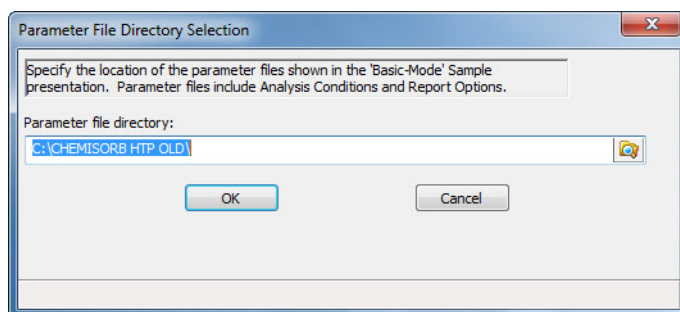 Parameter File Directory Selection
Specify the location of the parameter files shown in the 'Basic-Mode' Sample
presentation.  Parameter files include Analysis Conditions and Report Options.
Parameter file directory:
C:\CHEMISORB HTP OLD\
OK
Cancel